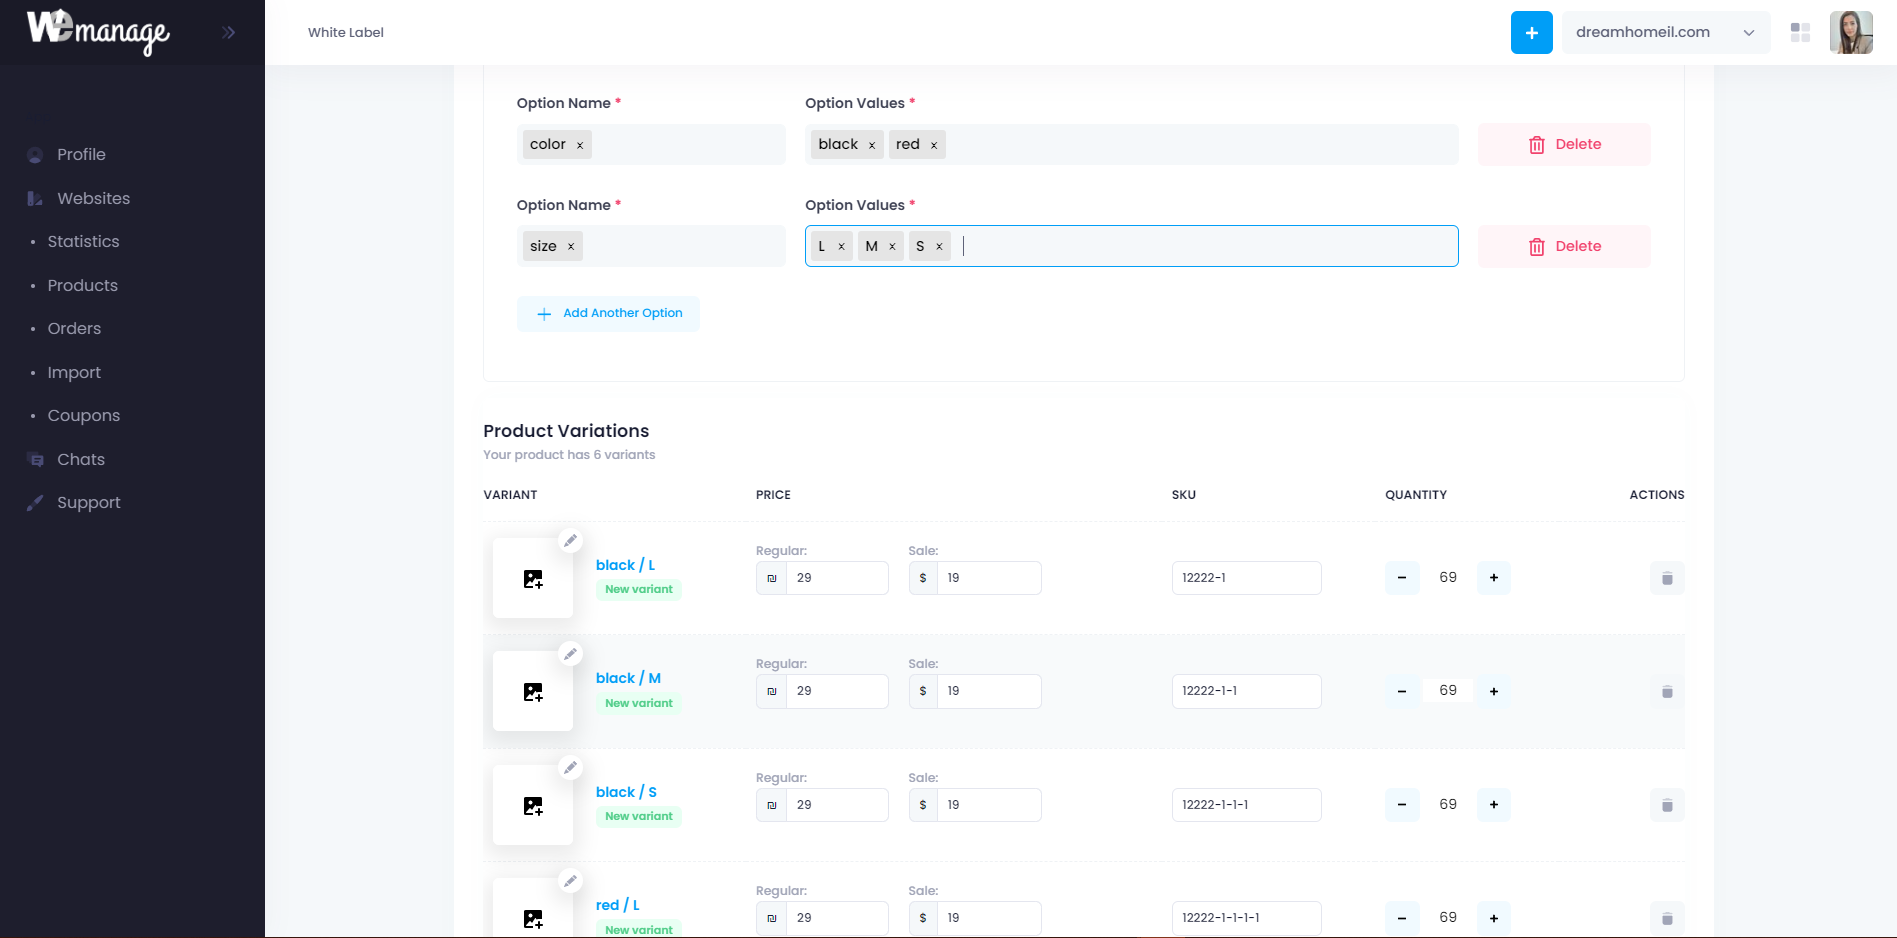 Wemanage
White Label
+
dreamhomeil.com
Profile
Websites
Statistics
Products
Orders
Import
Coupons
Chats
Support
Option Name * Option Values *
color x black x red x Delete
Option Name * Option Values *
size x L x M x S x Delete
+ Add Another Option
Product Variations
Your product has 6 variants
VARIANT PRICE SKU QUANTITY ACTIONS
Regular: Sale:
black / L ₪ 29 $ 19 12222-1 - 69 +
New variant
Regular: Sale:
black / M ₪ 29 $ 19 12222-1-1 - 69 +
New variant
Regular: Sale:
black / S ₪ 29 $ 19 12222-1-1-1 - 69 +
New variant
Regular: Sale:
red / L ₪ 29 $ 19 12222-1-1-1-1 - 69 +
New variant